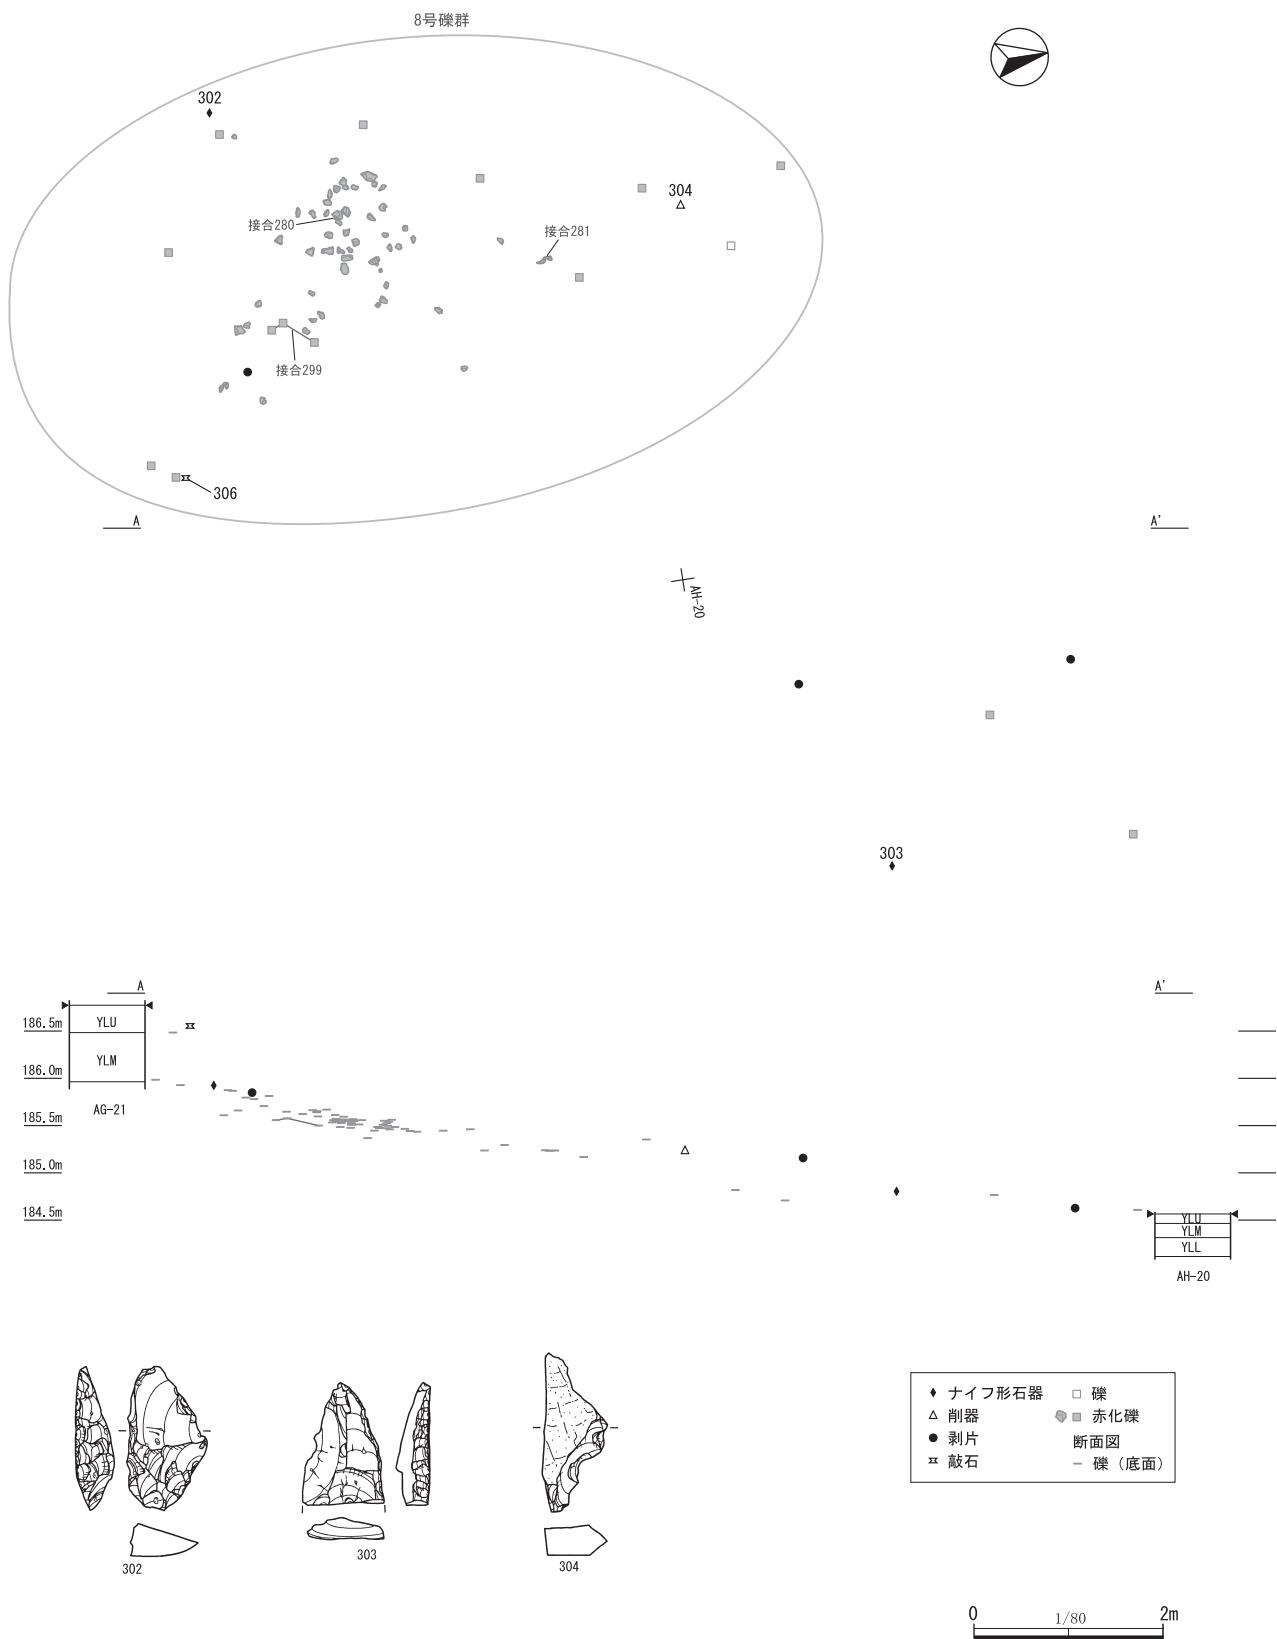 8号礫群
302
304
接合280
接合281
接合299
306
A
A'
AH-20
303
A
A'
186.5m
YLU
186.0m
YLM
185.5m
AG-21
185.0m
184.5m
YLU
YLM
YLL
AH-20
302
303
304
ナイフ形石器
礫
削器
赤化礫
剥片
断面図
敲石
礫（底面）
0
1/80
2m